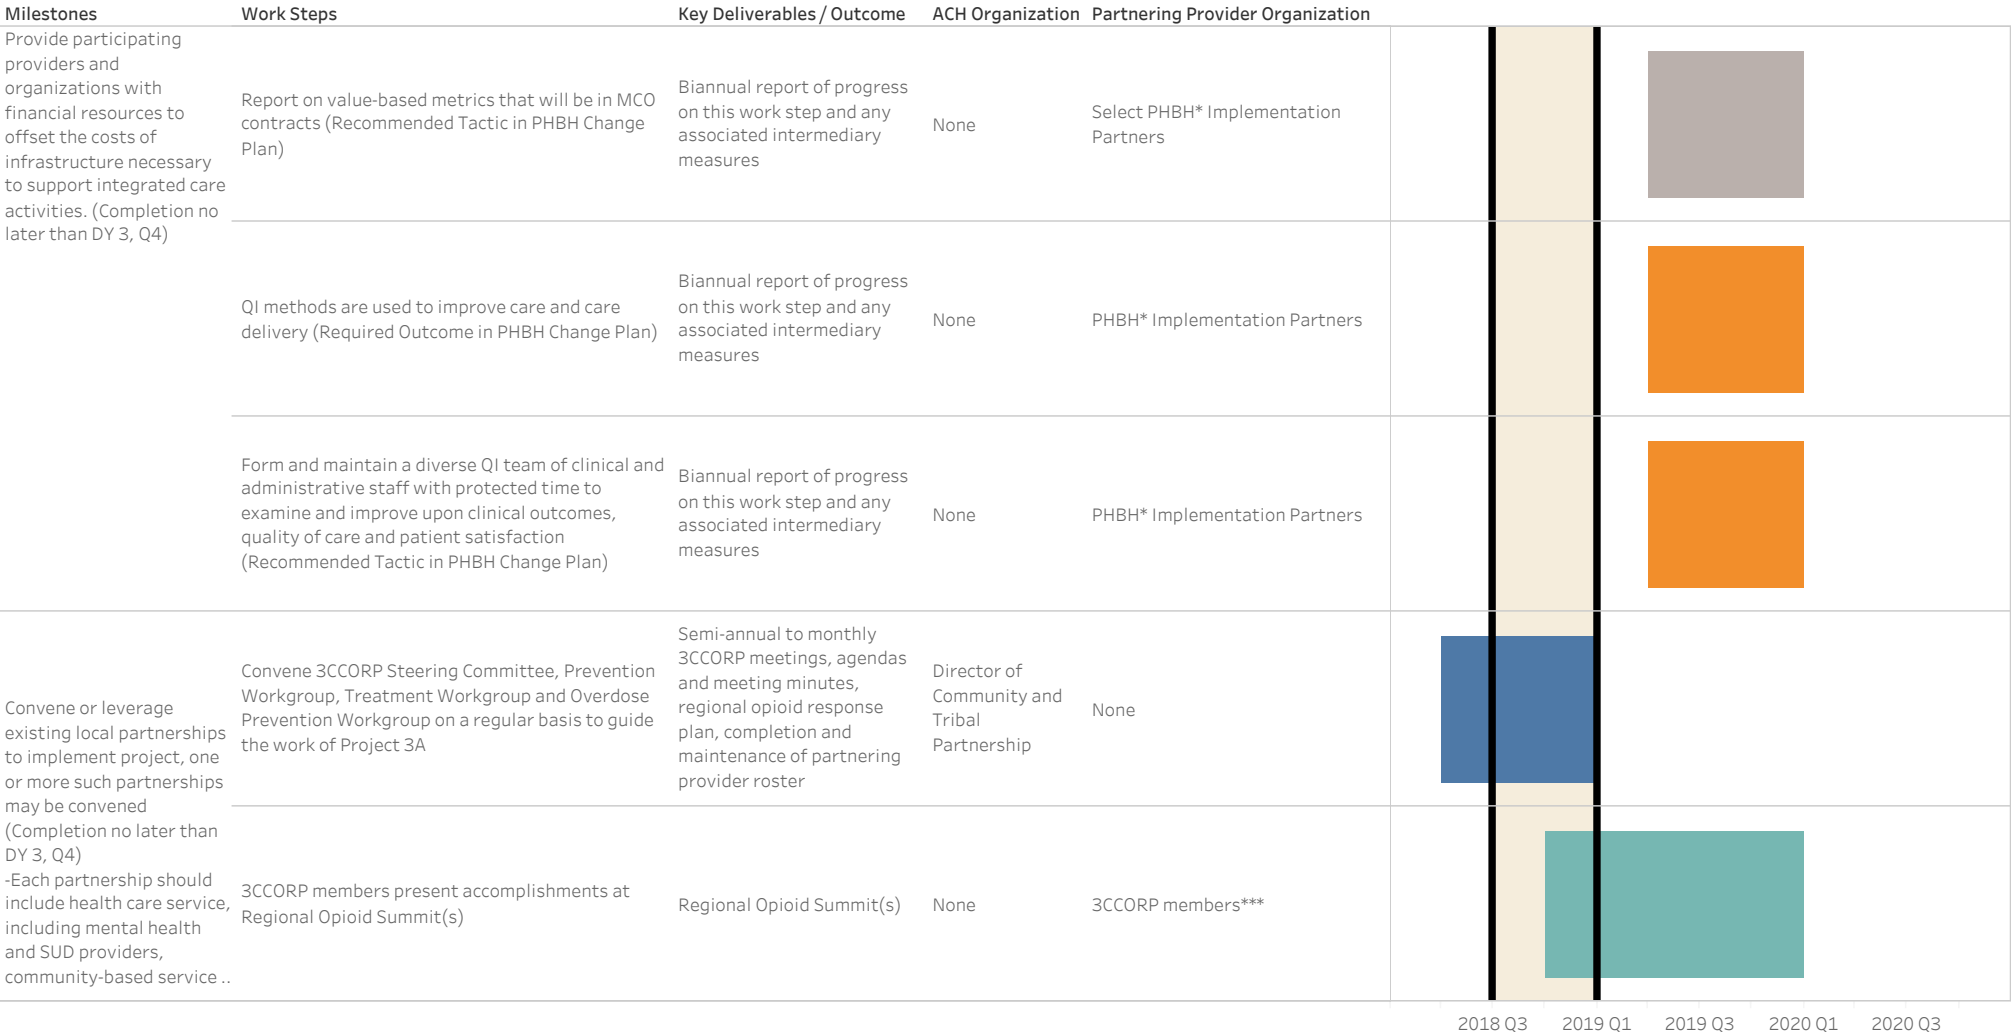 Milestones
Work Steps
Key Deliverables / Outcome
ACH Organization
Partnering Provider Organization
Provide participating
providers and
organizations with
financial resources to
offset the costs of
infrastructure necessary
to support integrated care
activities. (Completion no
later than DY 3, Q4)
Report on value-based metrics that will be in MCO
contracts (Recommended Tactic in PHBH Change
Plan)
Biannual report of progress
on this work step and any
associated intermediary
measures
None
Select PHBH* Implementation
Partners
QI methods are used to improve care and care
delivery (Required Outcome in PHBH Change Plan)
Biannual report of progress
on this work step and any
associated intermediary
measures
None
PHBH* Implementation Partners
Form and maintain a diverse QI team of clinical and
administrative staff with protected time to
examine and improve upon clinical outcomes,
quality of care and patient satisfaction
(Recommended Tactic in PHBH Change Plan)
Biannual report of progress
on this work step and any
associated intermediary
measures
None
PHBH* Implementation Partners
Convene or leverage
existing local partnerships
to implement project, one
or more such partnerships
may be convened
(Completion no later than
DY 3, Q4)
-Each partnership should
include health care service,
including mental health
and SUD providers,
community-based service ..
Convene 3CCORP Steering Committee, Prevention
Workgroup, Treatment Workgroup and Overdose
Prevention Workgroup on a regular basis to guide
the work of Project 3A
Semi-annual to monthly
3CCORP meetings, agendas
and meeting minutes,
regional opioid response
plan, completion and
maintenance of partnering
provider roster
Director of
Community and
Tribal
Partnership
None
3CCORP members present accomplishments at
Regional Opioid Summit(s)
Regional Opioid Summit(s)
None
3CCORP members***
2018 Q3
2019 Q1
2019 Q3
2020 Q1
2020 Q3